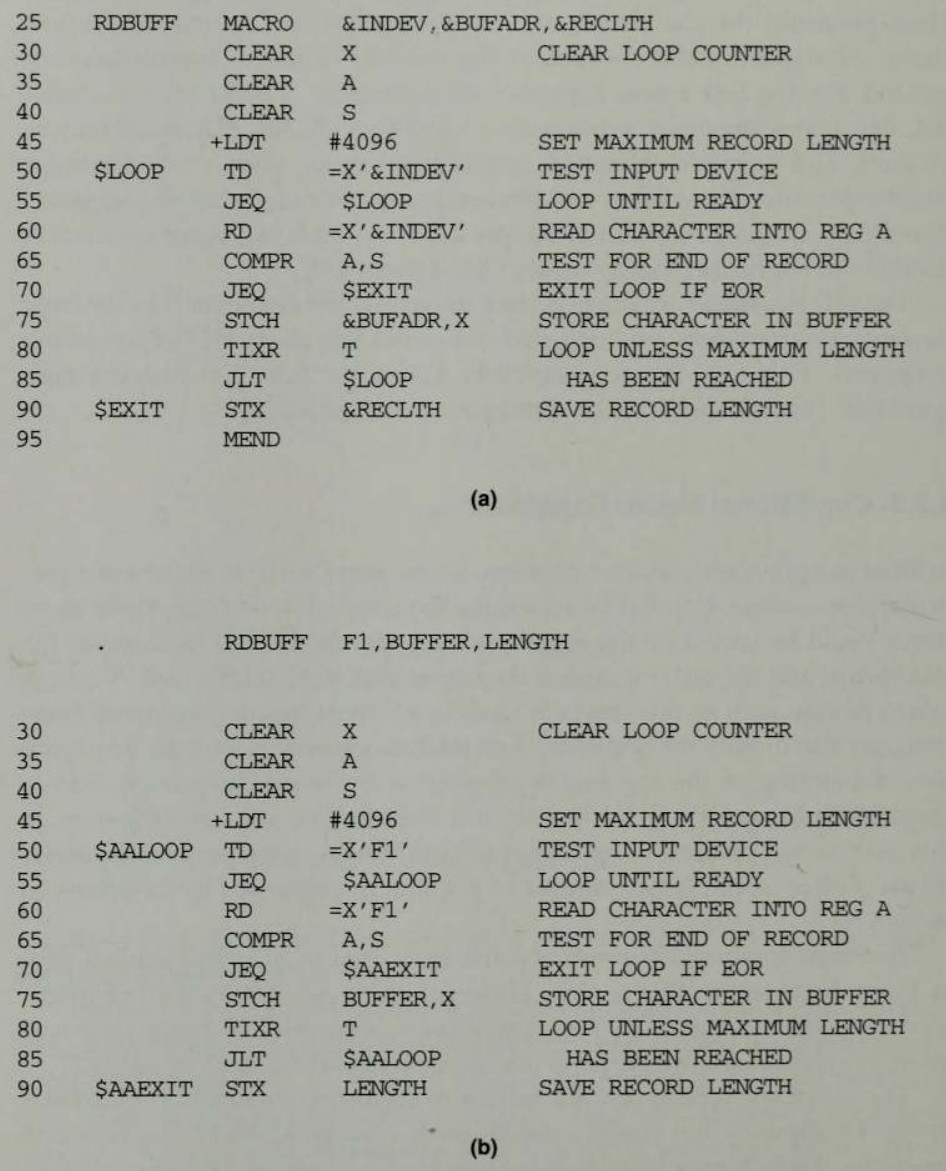 25 RDBUFF MACRO &INDEV,&BUFADR,&RECLTH
30 CLEAR X CLEAR LOOP COUNTER
35 CLEAR A
40 CLEAR S
45 +LDT #4096 SET MAXIMUM RECORD LENGTH
50 $LOOP TD =X'&INDEV' TEST INPUT DEVICE
55 JEQ $LOOP LOOP UNTIL READY
60 RD =X'&INDEV' READ CHARACTER INTO REG A
65 COMPR A,S TEST FOR END OF RECORD
70 JEQ $EXIT EXIT LOOP IF EOR
75 STCH &BUFADR,X STORE CHARACTER IN BUFFER
80 TIXR T LOOP UNLESS MAXIMUM LENGTH
85 JLT $LOOP HAS BEEN REACHED
90 $EXIT STX &RECLTH SAVE RECORD LENGTH
95 MEND
(a)
. RDBUFF F1,BUFFER,LENGTH
30 CLEAR X CLEAR LOOP COUNTER
35 CLEAR A
40 CLEAR S
45 +LDT #4096 SET MAXIMUM RECORD LENGTH
50 $AALOOP TD =X'F1' TEST INPUT DEVICE
55 JEQ $AALOOP LOOP UNTIL READY
60 RD =X'F1' READ CHARACTER INTO REG A
65 COMPR A,S TEST FOR END OF RECORD
70 JEQ $AAEXIT EXIT LOOP IF EOR
75 STCH BUFFER,X STORE CHARACTER IN BUFFER
80 TIXR T LOOP UNLESS MAXIMUM LENGTH
85 JLT $AALOOP HAS BEEN REACHED
90 $AAEXIT STX LENGTH SAVE RECORD LENGTH
(b)